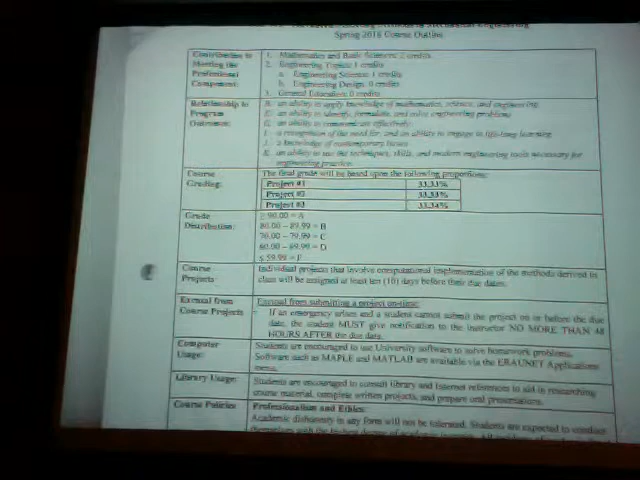 Spring 2016 Course Outline
Contribution to Meeting the Professional Component:
1. Mathematics and Basic Sciences: 2 credits
2. Engineering Topics: 1 credits
a. Engineering Science: 1 credits
b. Engineering Design: 0 credits
3. General Education: 0 credits
Relationship to Program Outcomes:
an ability to apply knowledge of mathematics, science, and engineering
an ability to identify, formulate, and solve engineering problems
an ability to communicate effectively
a recognition of the need for, and an ability to engage in life-long learning
a knowledge of contemporary issues
an ability to use the techniques, skills, and modern engineering tools necessary for
engineering practice.
Course Grading:
The final grade will be based upon the following proportions:
Project #1 33.33%
Project #2 33.33%
Project #3 33.34%
Grade Distribution:
≥ 90.00 = A
80.00 – 89.99 = B
70.00 – 79.99 = C
60.00 – 69.99 = D
≤ 59.99 = F
Course Projects:
Individual projects that involve computational implementation of the methods derived in
class will be assigned at least ten (10) days before their due dates.
Excusal from Course Projects
Excusal from submitting a project on-time:
If an emergency arises and a student cannot submit the project on or before the due
date, the student MUST give notification to the instructor NO MORE THAN 48
HOURS AFTER the due date.
Computer Usage:
Students are encouraged to use University software to solve homework problems.
Software such as MAPLE and MATLAB are available via the ERAUNET Applications
menu.
Library Usage:
Students are encouraged to consult library and Internet references to aid in researching
course material, complete written projects, and prepare oral presentations.
Course Policies
Professionalism and Ethics:
Academic dishonesty in any form will not be tolerated. Students are expected to conduct
themselves with the highest degree of academic